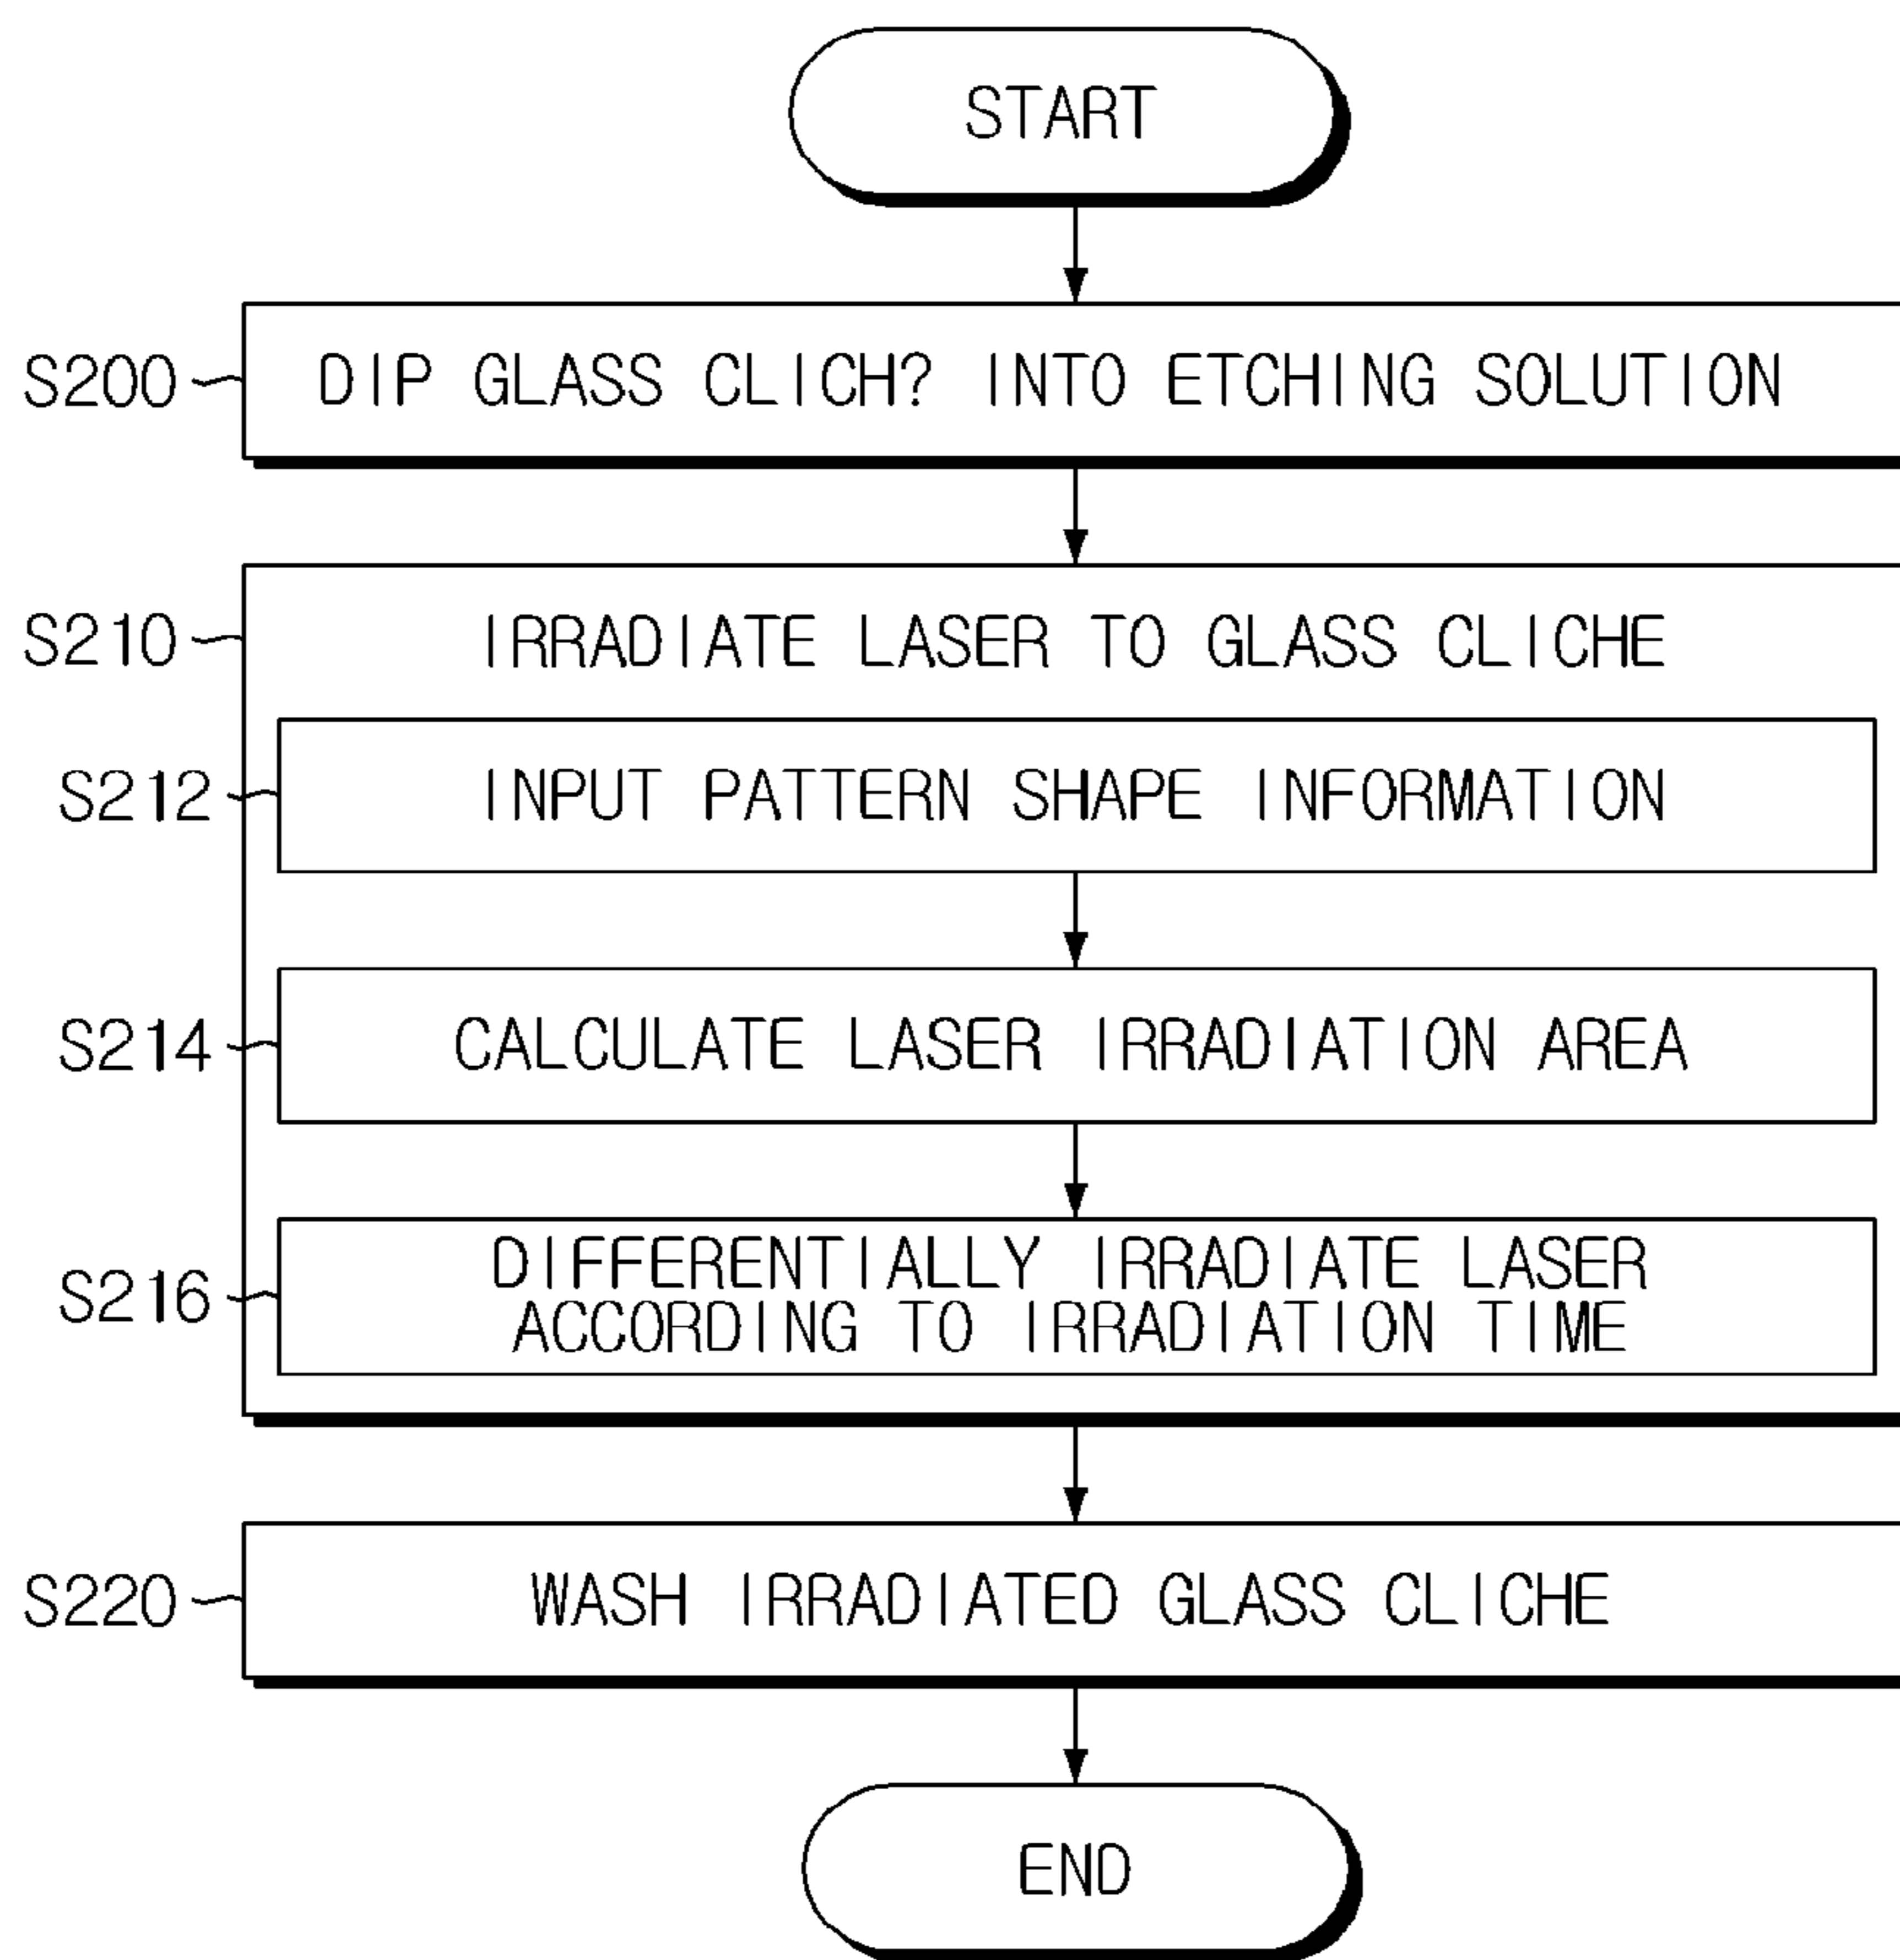 START
S200 DIP GLASS CLICH? INTO ETCHING SOLUTION
S210 IRRADIATE LASER TO GLASS CLICHE
S212 INPUT PATTERN SHAPE INFORMATION
S214 CALCULATE LASER IRRADIATION AREA
S216 DIFFERENTIALLY IRRADIATE LASER
ACCORDING TO IRRADIATION TIME
S220 WASH IRRADIATED GLASS CLICHE
END